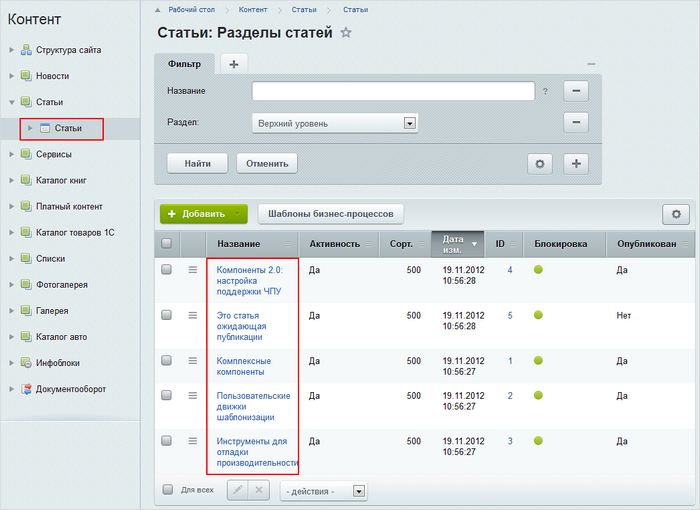 Контент
Структура сайта
Новости
Статьи
Статьи
Сервисы
Каталог книг
Платный контент
Каталог товаров 1С
Списки
Фотогалерея
Галерея
Каталог авто
Инфоблоки
Документооборот
Рабочий стол Контент Статьи Статьи
Статьи: Разделы статей
Фильтр
Название ?
Раздел: Верхний уровень
Найти Отменить
Добавить Шаблоны бизнес-процессов
Название Активность Сорт. Дата изм. ID Блокировка Опубликован
Компоненты 2.0: Да 500 19.11.2012 4 Да
настройка 10:56:28
поддержки ЧПУ
Это статья Да 500 19.11.2012 5 Нет
ожидающая 10:56:28
публикации
Комплексные Да 500 19.11.2012 1 Да
компоненты 10:56:27
Пользовательские Да 500 19.11.2012 2 Да
движки 10:56:27
шаблонизации
Инструменты для Да 500 19.11.2012 3 Да
отладки 10:56:27
производительности
Для всех - действия -